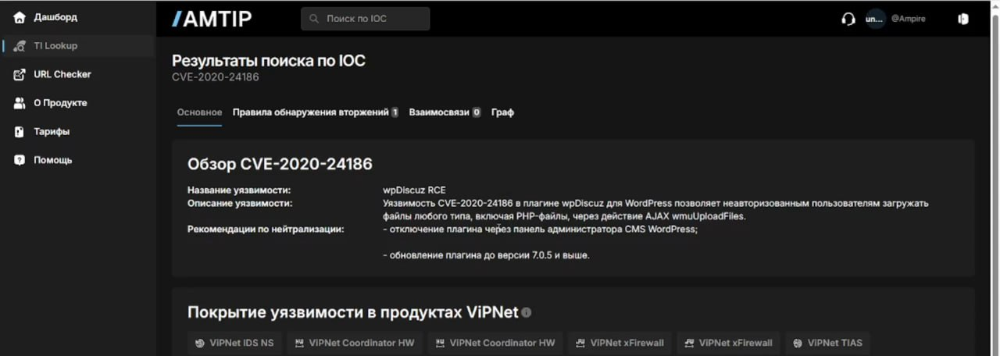 Дашборд
TI Lookup
URL Checker
О Продукте
Тарифы
Помощь
/AMTIP
Поиск по IOC
un...
@Ampire
Результаты поиска по IOC
CVE-2020-24186
Основное Правила обнаружения вторжений 1 Взаимосвязи 0 Граф
Обзор CVE-2020-24186
Название уязвимости: wpDiscuz RCE
Описание уязвимости: Уязвимость CVE-2020-24186 в плагине wpDiscuz для WordPress позволяет неавторизованным пользователям загружать
файлы любого типа, включая PHP-файлы, через действие AJAX wmuUploadFiles.
Рекомендации по нейтрализации: - отключение плагина через панель администратора CMS WordPress;
- обновление плагина до версии 7.0.5 и выше.
Покрытие уязвимости в продуктах ViPNet
ViPNet IDS NS ViPNet Coordinator HW ViPNet Coordinator HW ViPNet xFirewall ViPNet xFirewall ViPNet TIAS